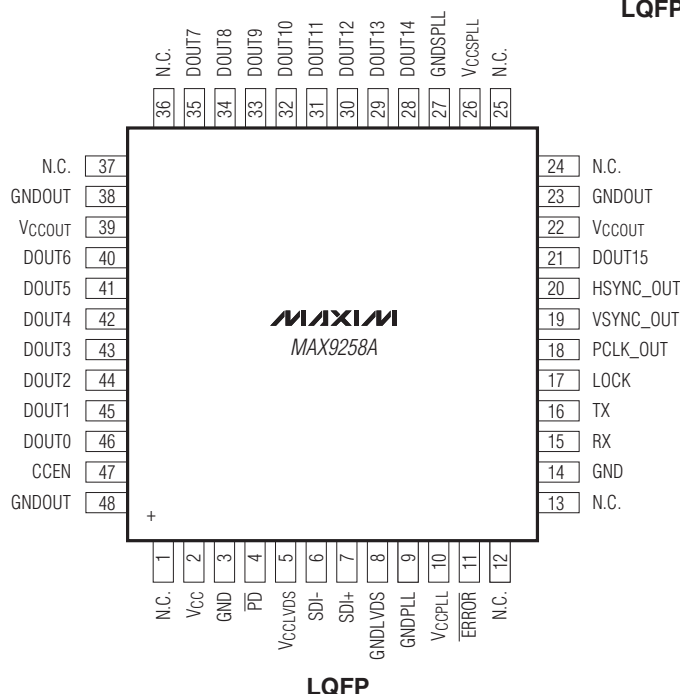 LQFP
N.C. DOUT7 DOUT8 DOUT9 DOUT10 DOUT11 DOUT12 DOUT13 DOUT14 GNDSPLL VCCSPLL N.C.
36 35 34 33 32 31 30 29 28 27 26 25
N.C. 37 24 N.C.
GNDOUT 38 23 GNDOUT
VCCOUT 39 22 VCCOUT
DOUT6 40 21 DOUT15
DOUT5 41 20 HSYNC_OUT
DOUT4 42 MAXIM 19 VSYNC_OUT
DOUT3 43 MAX9258A 18 PCLK_OUT
DOUT2 44 17 LOCK
DOUT1 45 16 TX
DOUT0 46 15 RX
CCEN 47 14 GND
GNDOUT 48 13 N.C.
+
1 2 3 4 5 6 7 8 9 10 11 12
N.C. VCC GND PD VCCLVDS SDI- SDI+ GNDLVDS GNDPLL VCCPLL ERROR N.C.
LQFP